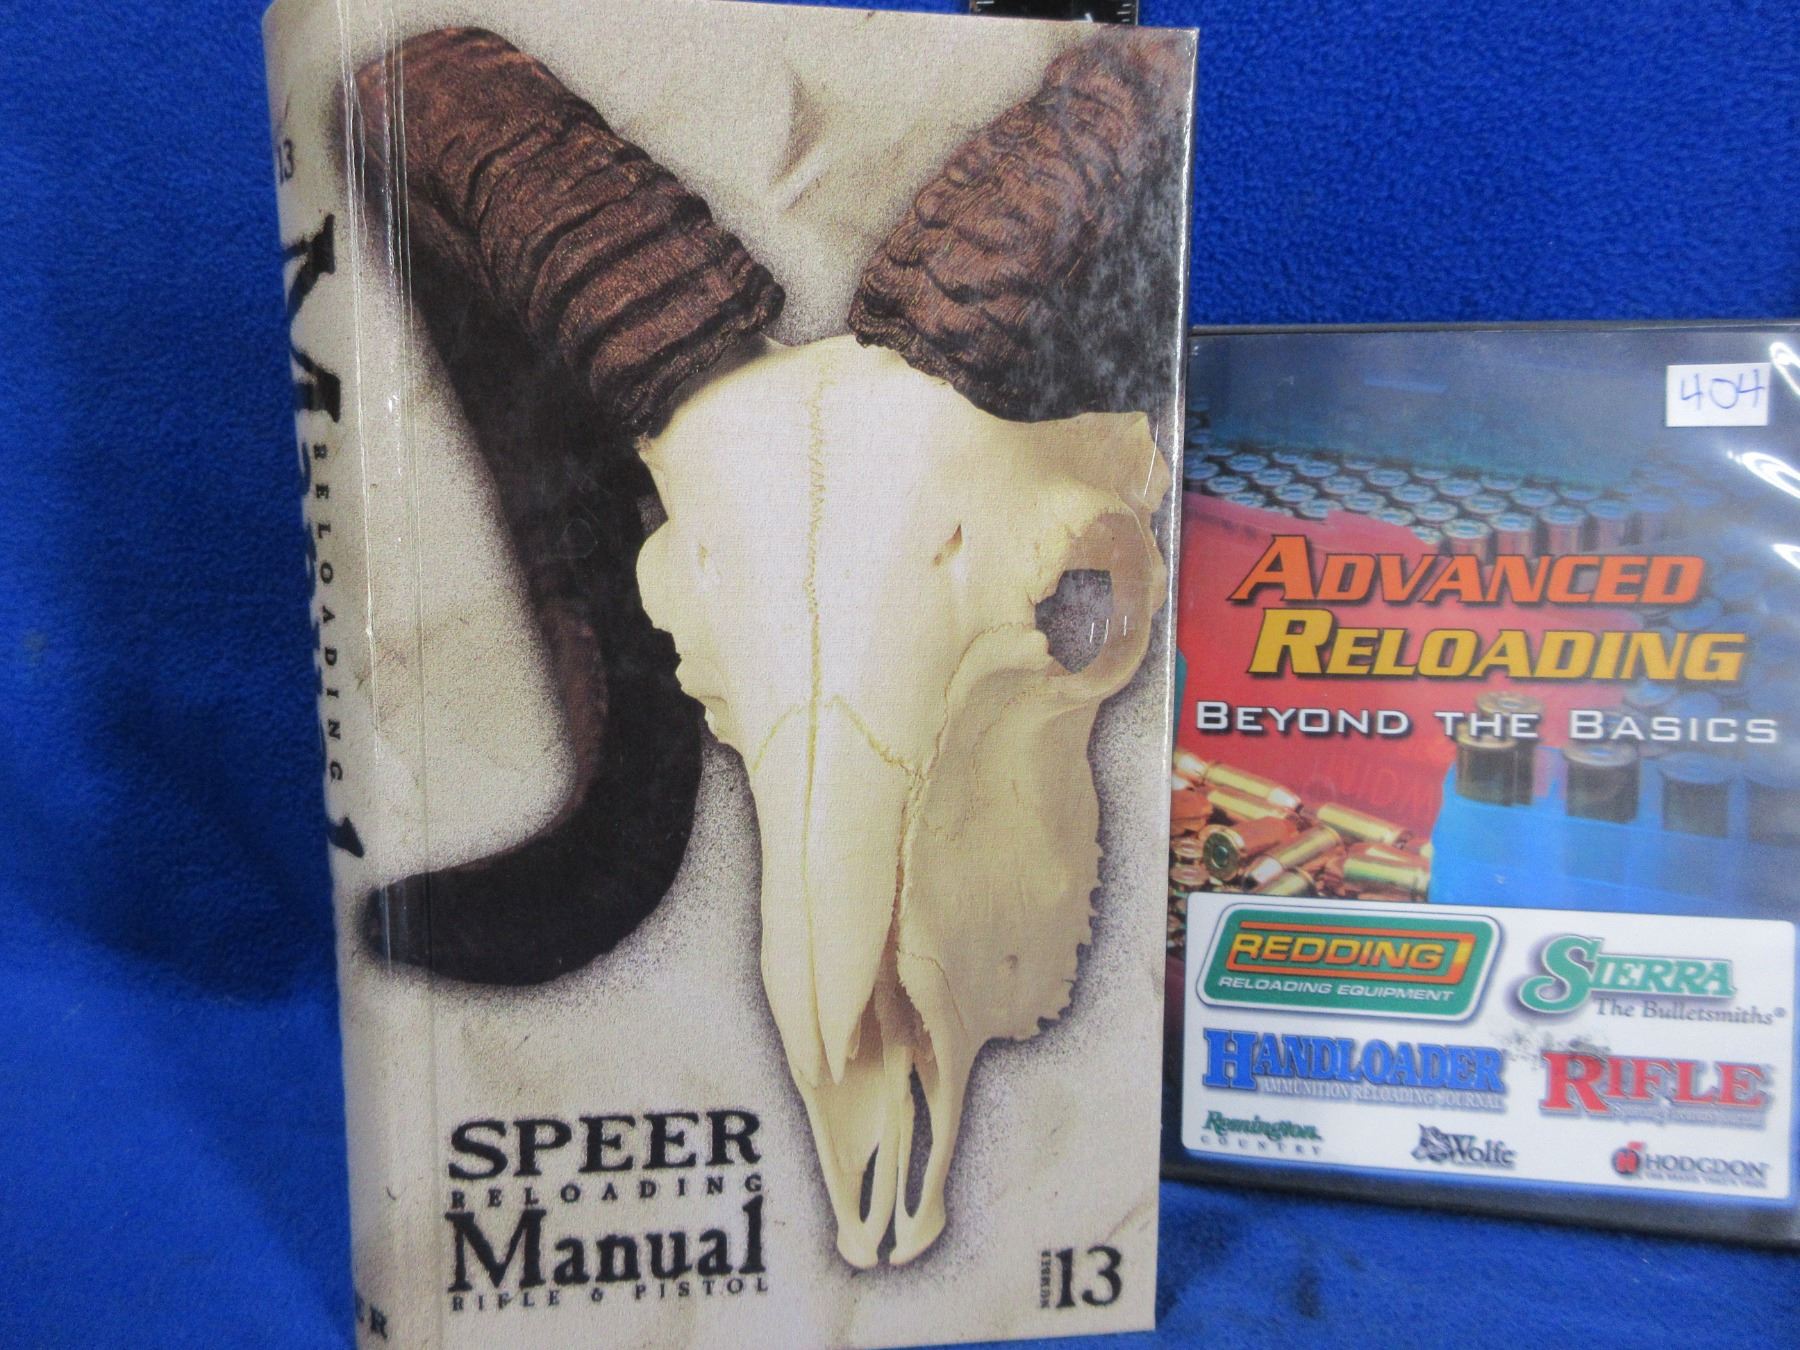 13
RELOADING
SPEER
RELOADING
Manual
RIFLE & PISTOL
NUMBER 13
404
ADVANCED
RELOADING
BEYOND THE BASICS
REDDING
RELOADING EQUIPMENT
SIERRA
The Bulletsmiths®
HANDLOADER
AMMUNITION RELOADING JOURNAL
RIFLE
Remington
COUNTRY
Wolfe
HODGDON